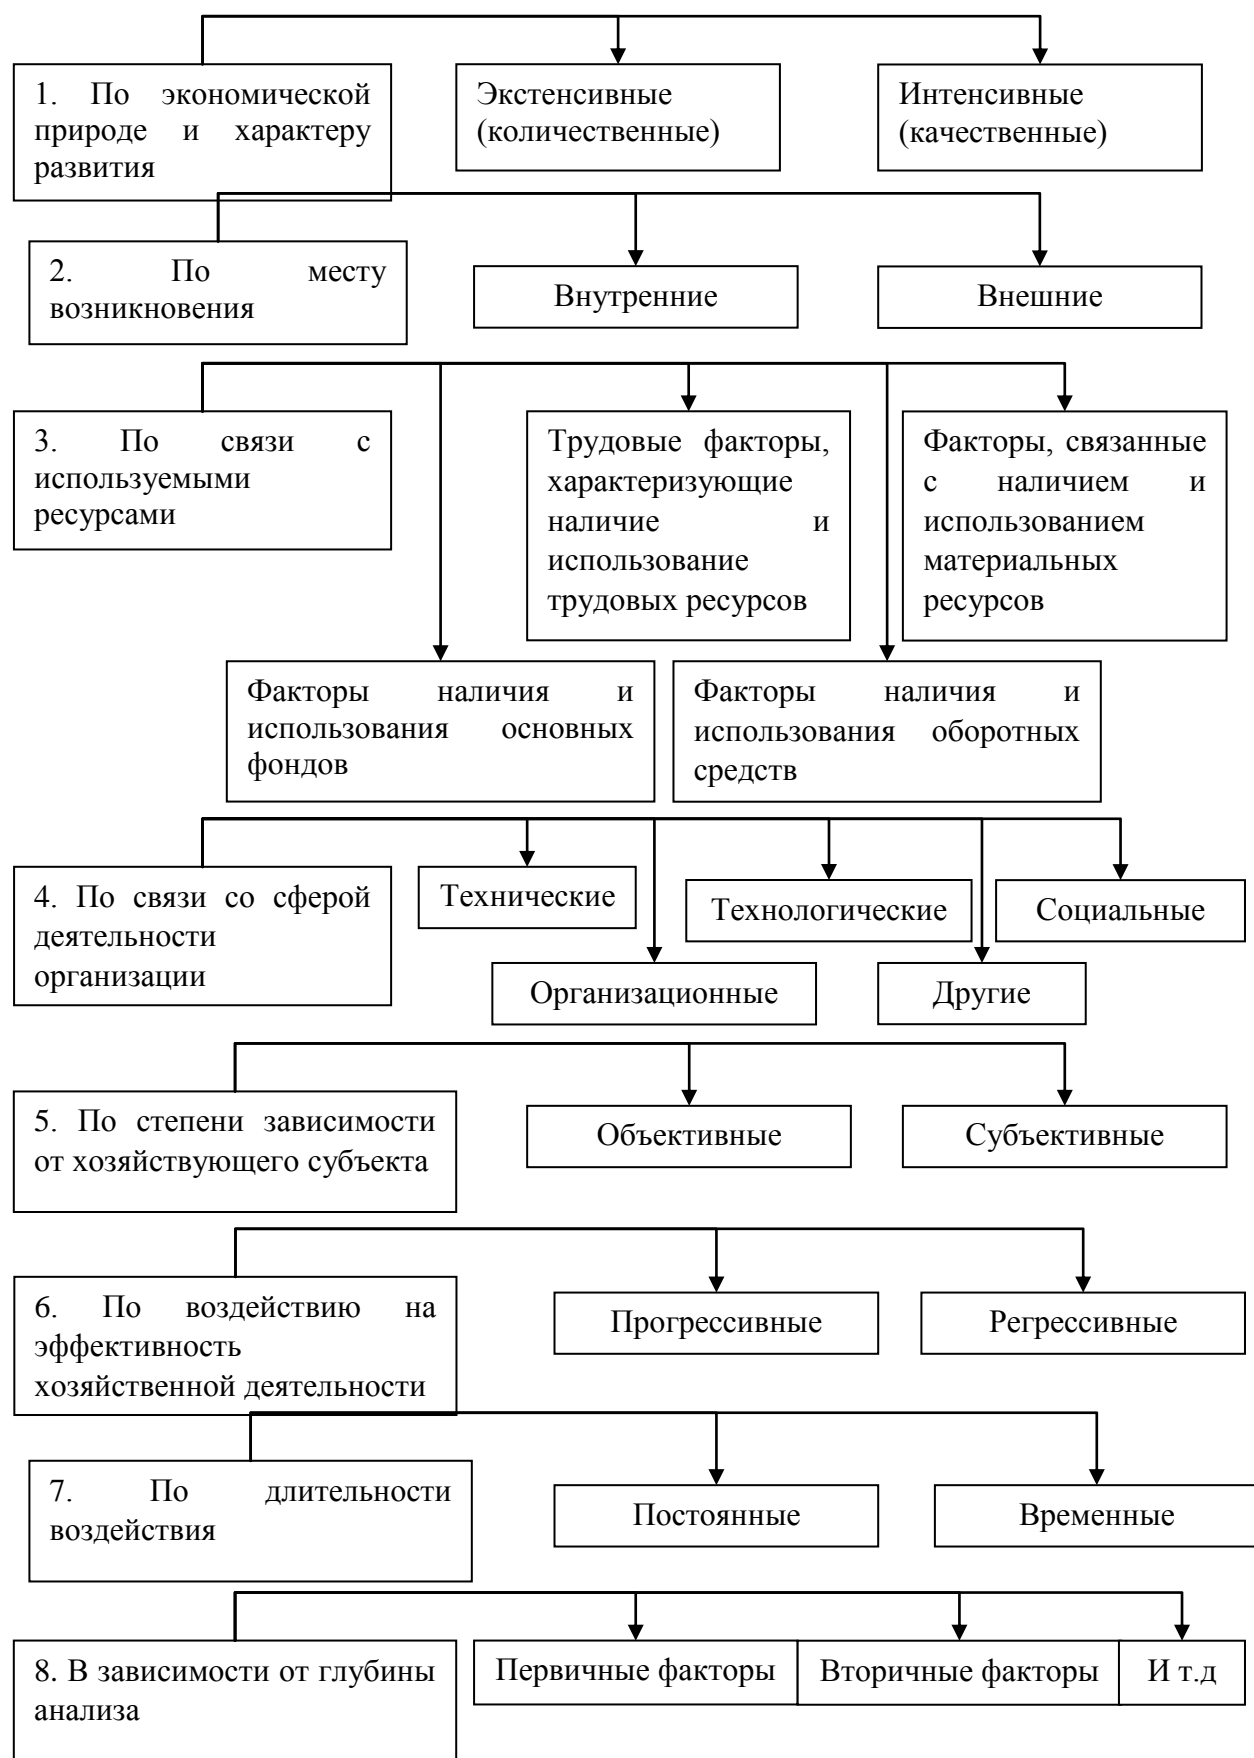 1. По экономической
природе и характеру
развития
Экстенсивные
(количественные)
Интенсивные
(качественные)
2. По месту
возникновения
Внутренние
Внешние
3. По связи с
используемыми
ресурсами
Трудовые факторы,
характеризующие
наличие и
использование
трудовых ресурсов
Факторы, связанные
с наличием и
использованием
материальных
ресурсов
Факторы наличия и
использования основных
фондов
Факторы наличия и
использования оборотных
средств
4. По связи со сферой
деятельности
организации
Технические
Технологические
Социальные
Организационные
Другие
5. По степени зависимости
от хозяйствующего субъекта
Объективные
Субъективные
6. По воздействию на
эффективность
хозяйственной деятельности
Прогрессивные
Регрессивные
7. По длительности
воздействия
Постоянные
Временные
8. В зависимости от глубины
анализа
Первичные факторы
Вторичные факторы
И т.д